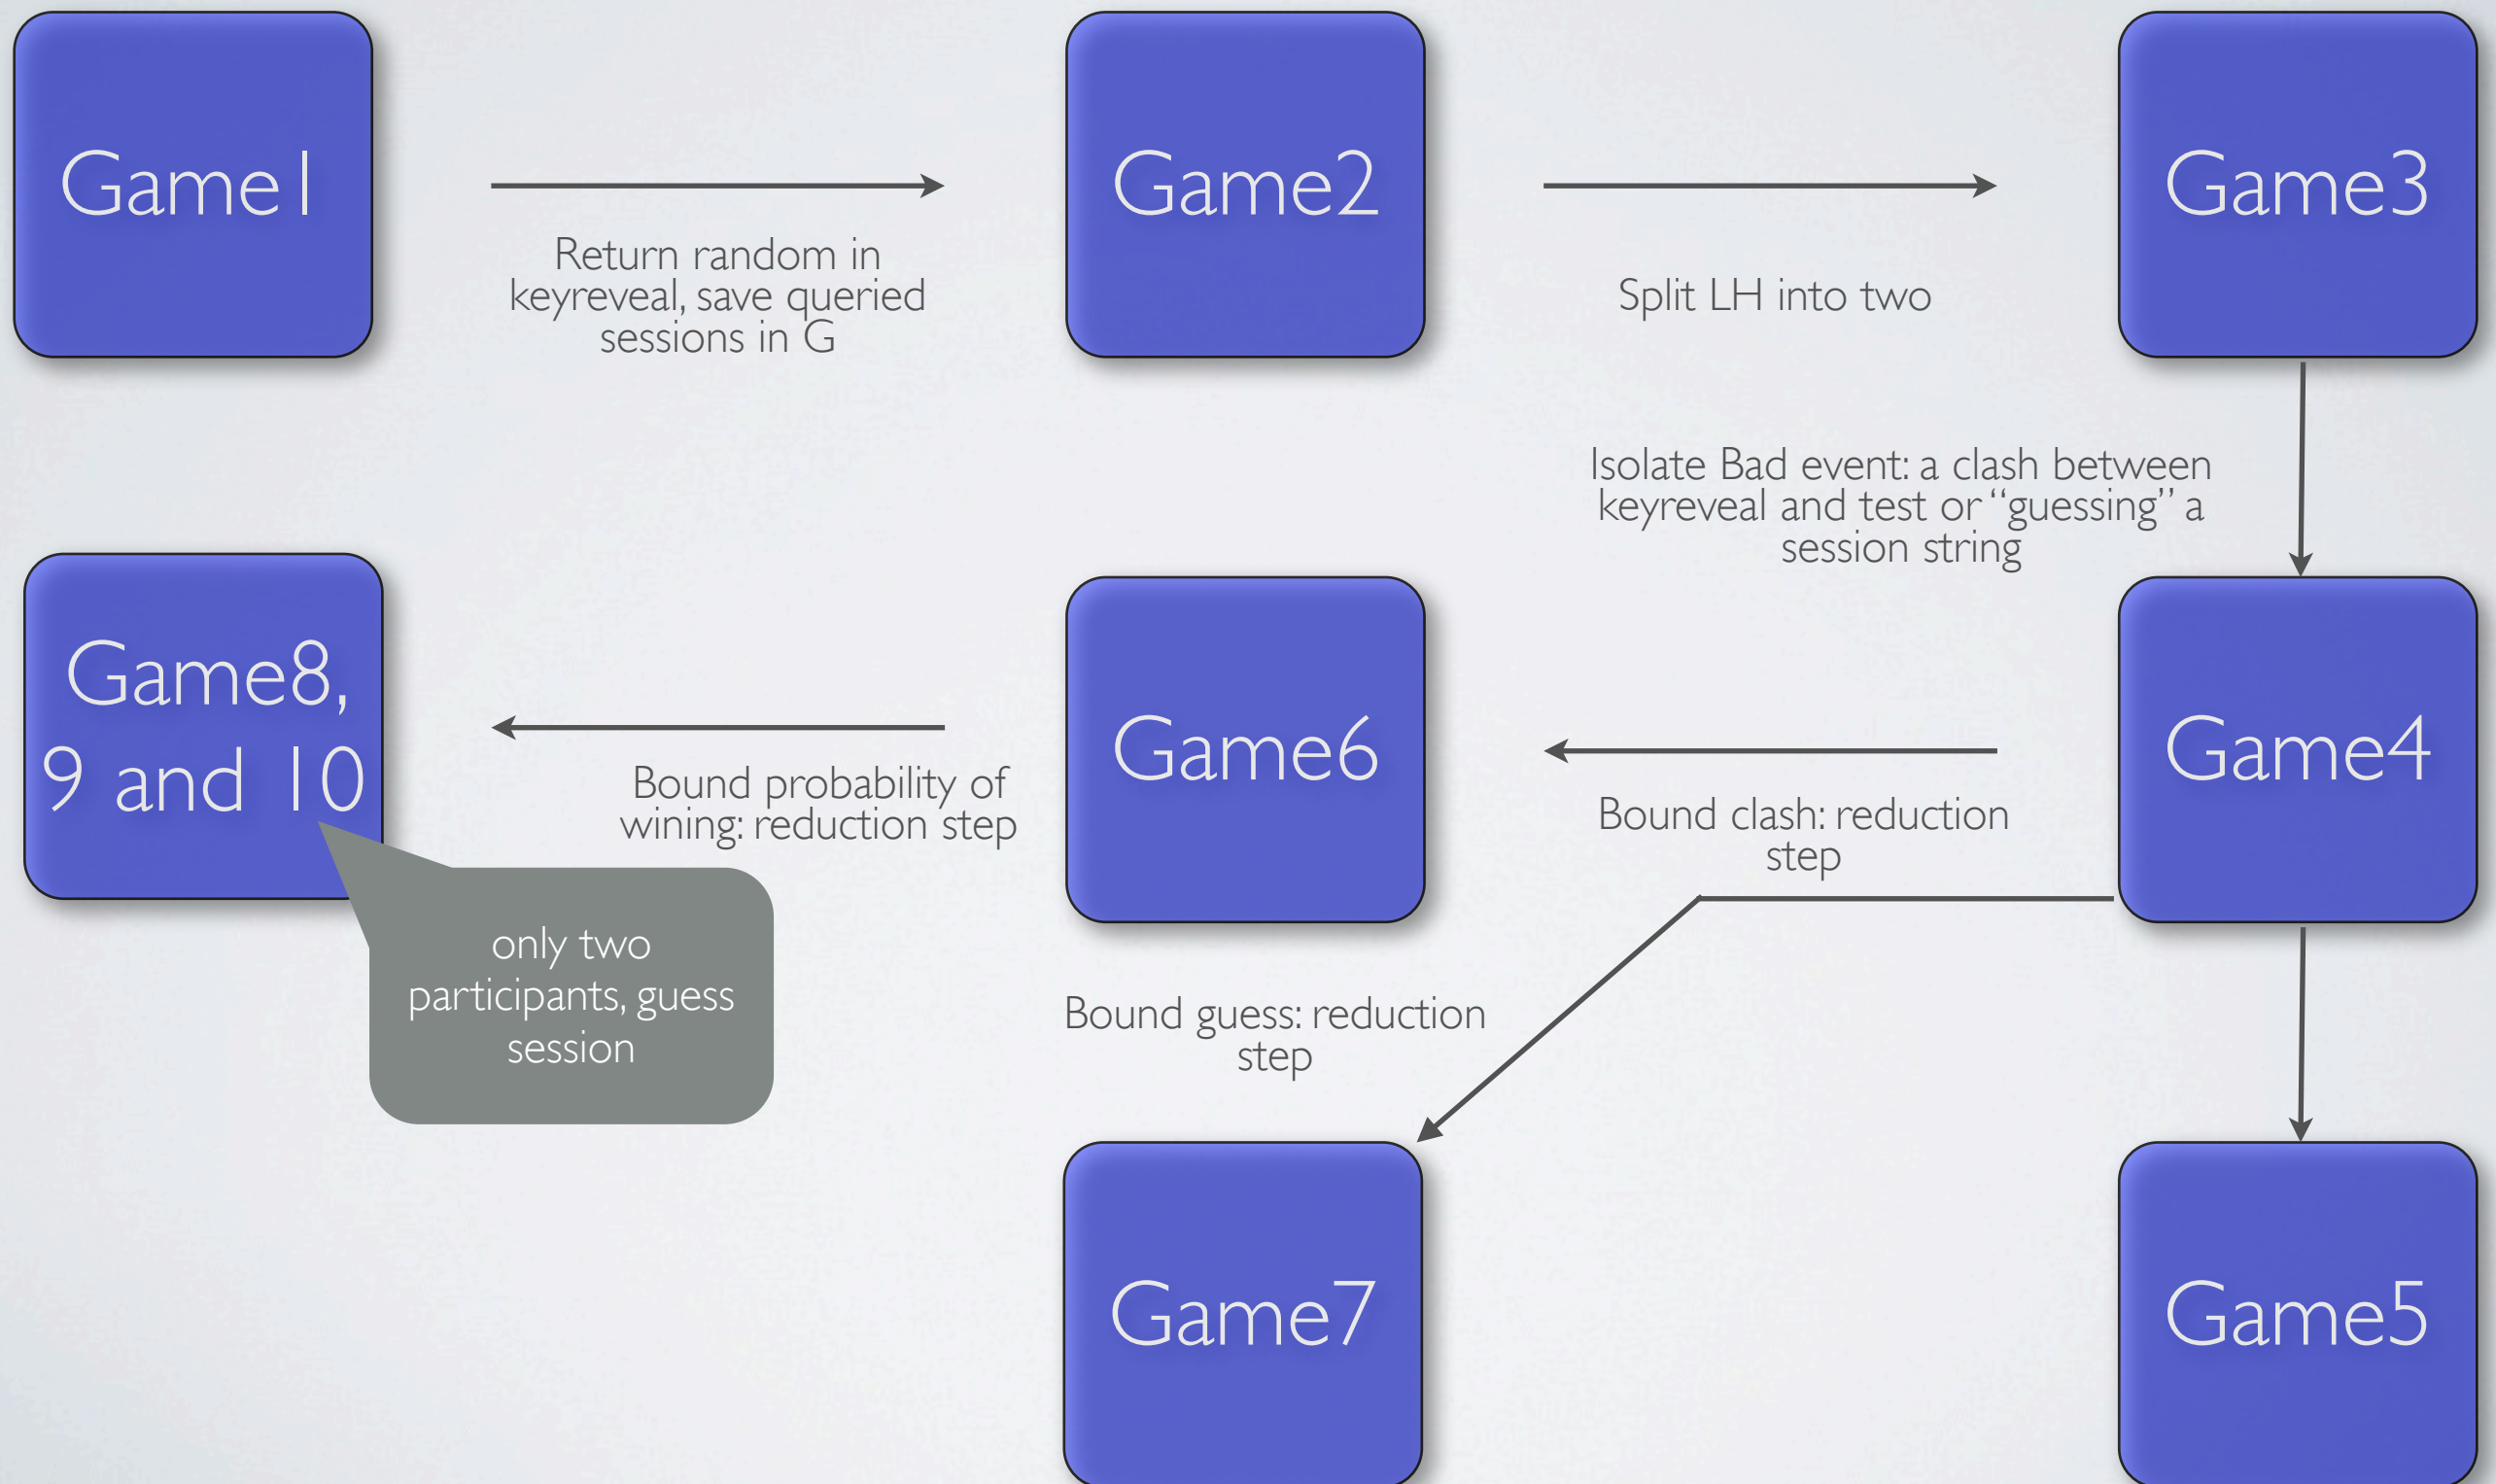 Game1
Game2
Game3
Return random in
keyreveal, save queried
sessions in G
Split LH into two
Isolate Bad event: a clash between
keyreveal and test or “guessing” a
session string
Game8,
9 and 10
Game6
Game4
Bound probability of
wining: reduction step
Bound clash: reduction
step
only two
participants, guess
session
Bound guess: reduction
step
Game7
Game5